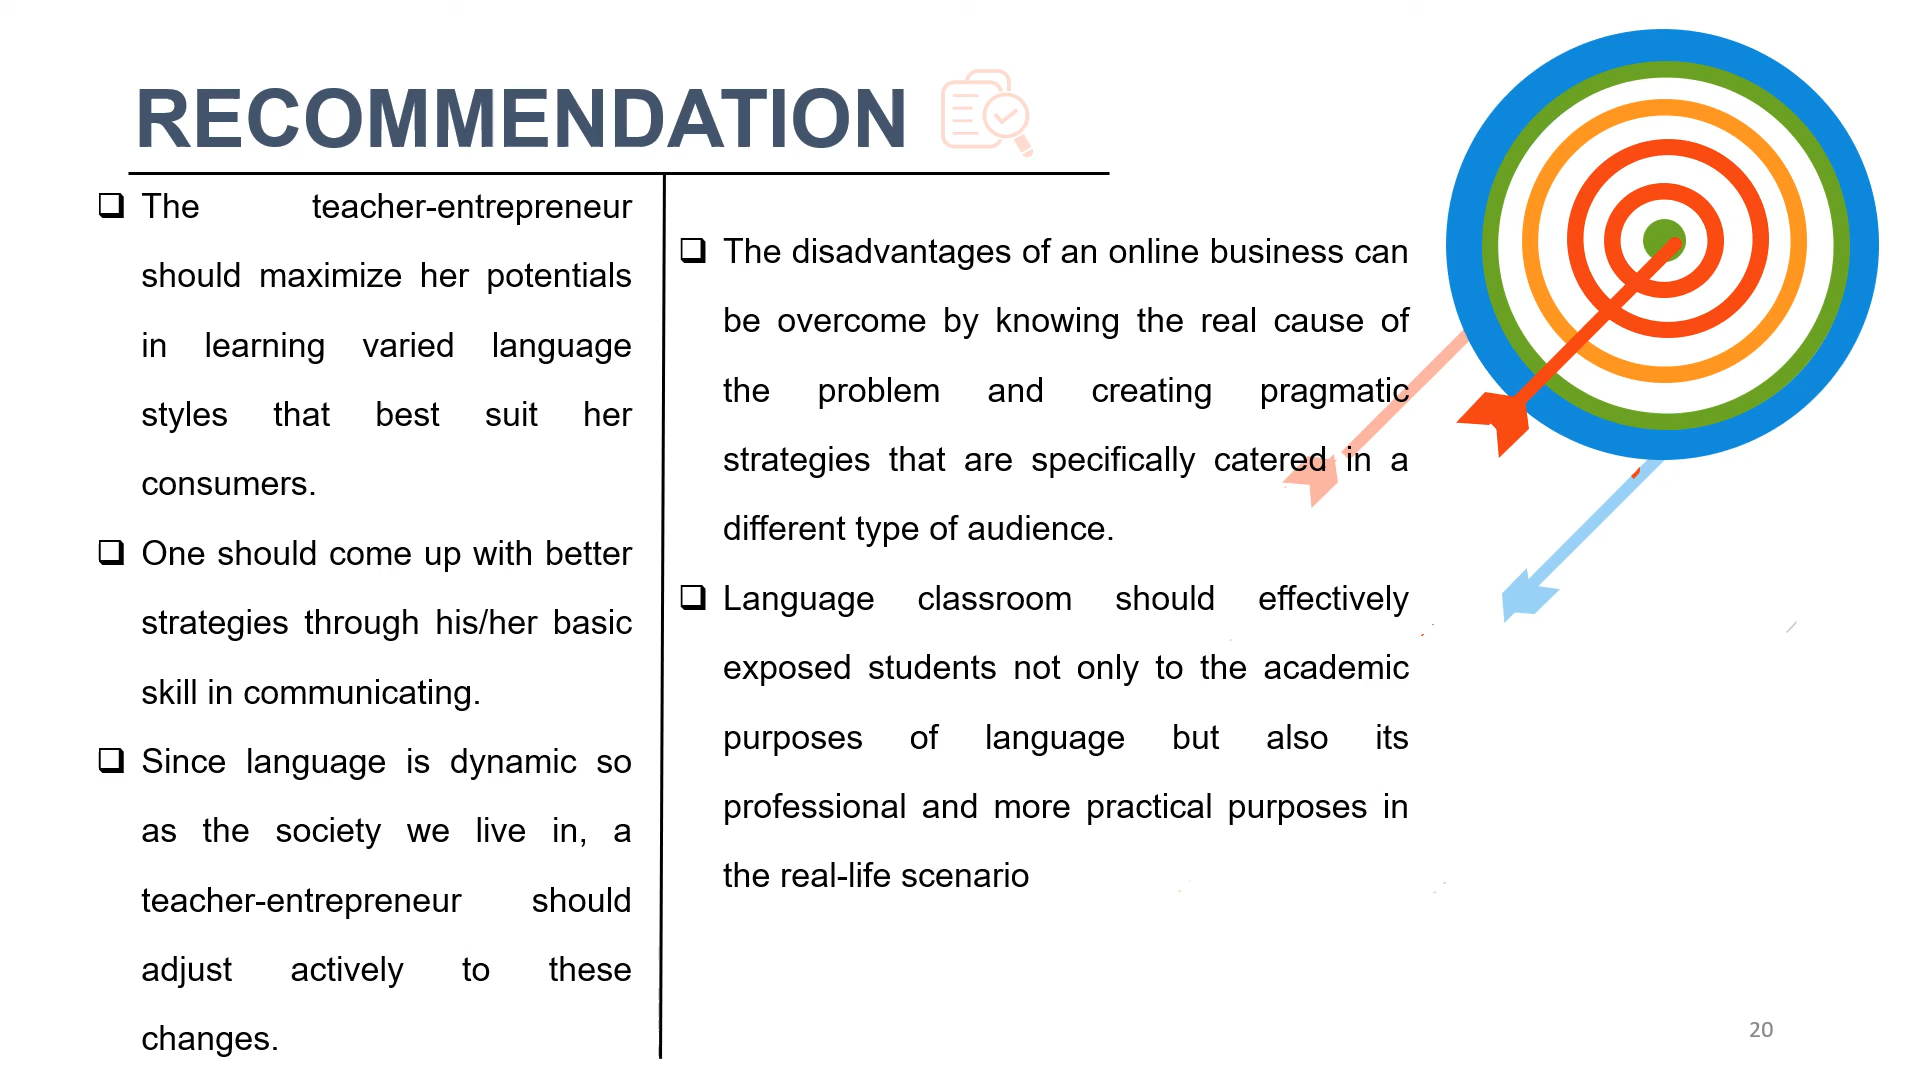 RECOMMENDATION
The teacher-entrepreneur
should maximize her potentials
in learning varied language
styles that best suit her
consumers.
One should come up with better
strategies through his/her basic
skill in communicating.
Since language is dynamic so
as the society we live in, a
teacher-entrepreneur should
adjust actively to these
changes.
The disadvantages of an online business can
be overcome by knowing the real cause of
the problem and creating pragmatic
strategies that are specifically catered in a
different type of audience.
Language classroom should effectively
exposed students not only to the academic
purposes of language but also its
professional and more practical purposes in
the real-life scenario
20